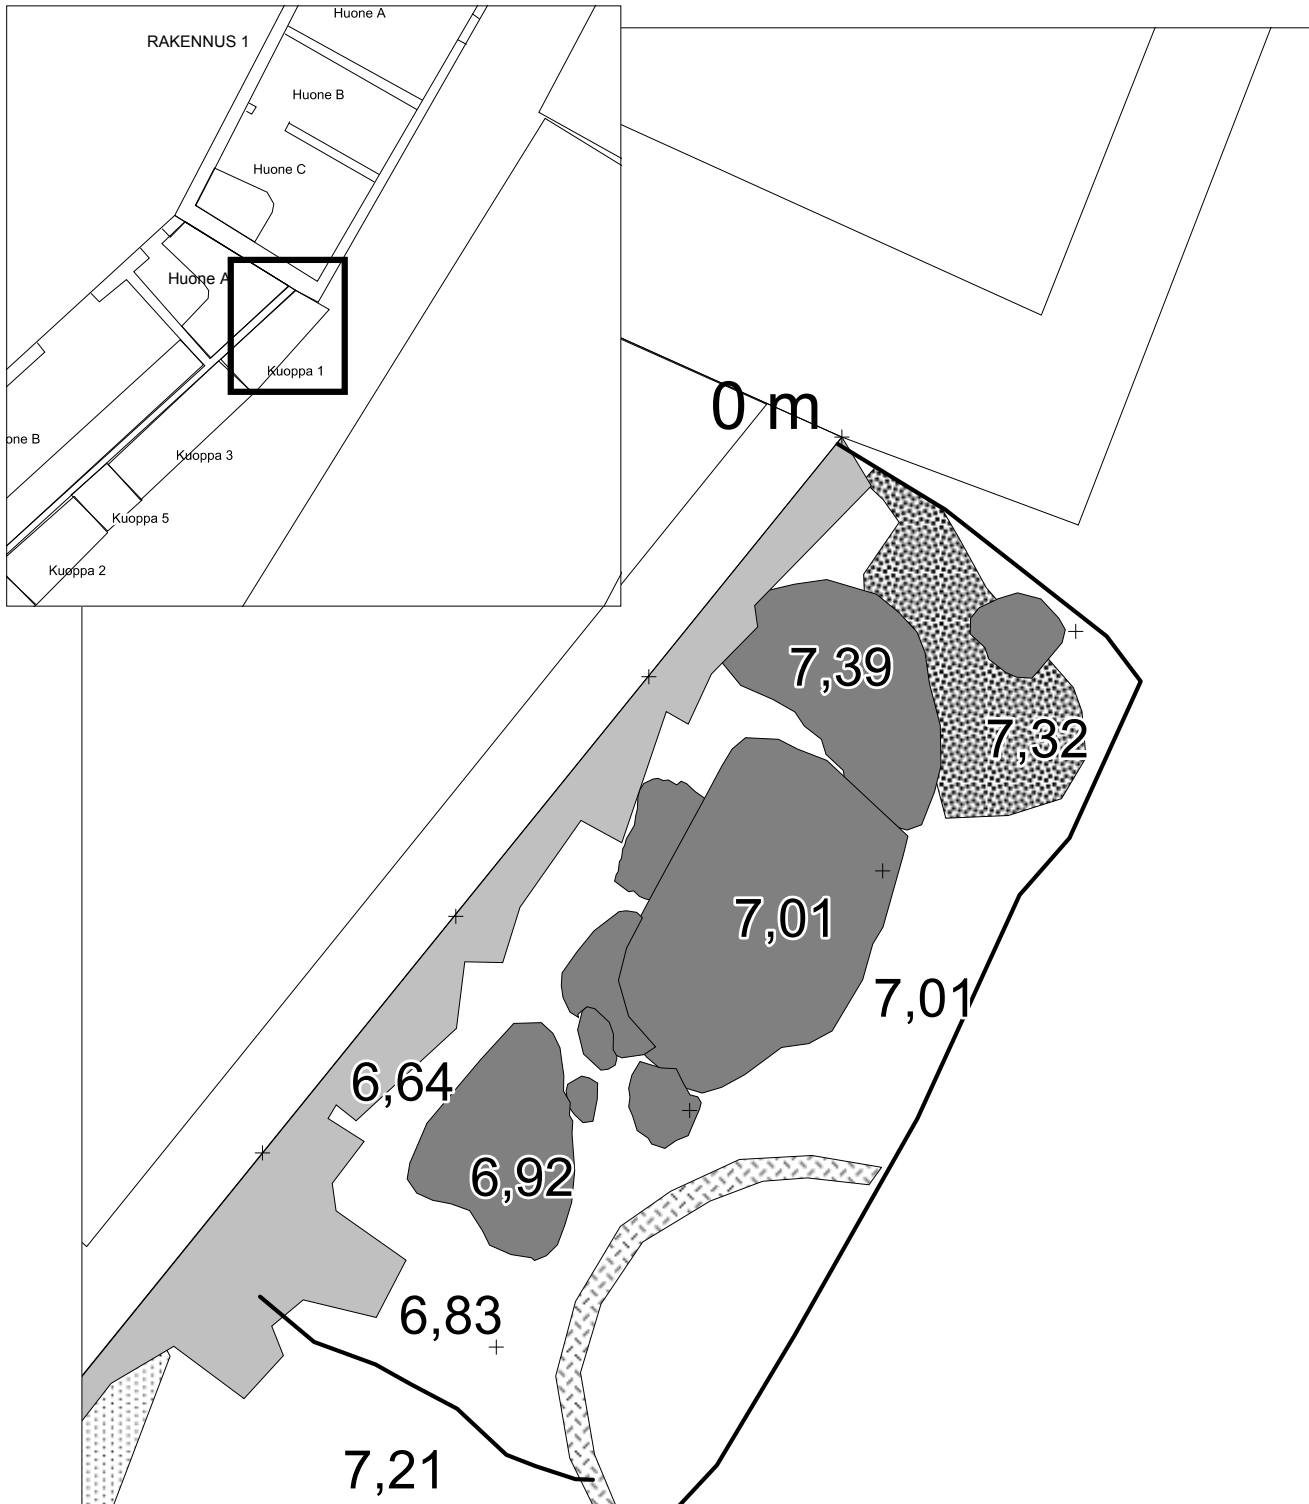 Huone A
RAKENNUS 1
Huone B
Huone C
Huone A
Kuoppa 1
one B
Kuoppa 3
Kuoppa 5
Kuoppa 2
0 m
7,39
7,32
7,01
7,01
6,64
6,92
6,83
7,21